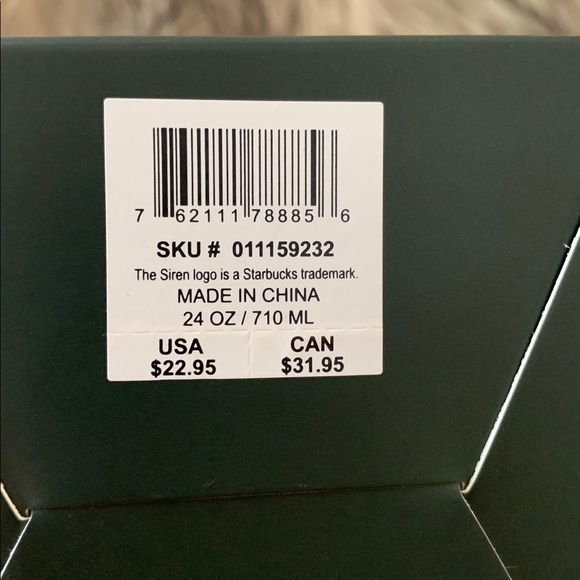 7 62111 78885 6
SKU # 011159232
The Siren logo is a Starbucks trademark.
MADE IN CHINA
24 OZ / 710 ML
USA CAN
$22.95 $31.95